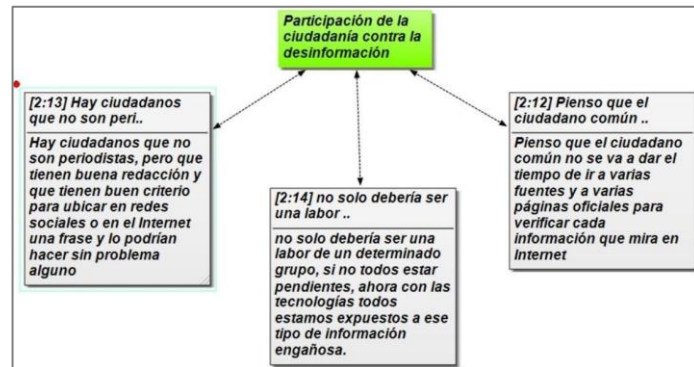 Participación de la
ciudadanía contra la
desinformación
[2:13] Hay ciudadanos
que no son peri..
Hay ciudadanos que no
son periodistas, pero que
tienen buena redacción y
que tienen buen criterio
para ubicar en redes
sociales o en el Internet
una frase y lo podrían
hacer sin problema
alguno
[2:14] no solo debería ser
una labor ..
no solo debería ser una
labor de un determinado
grupo, si no todos estar
pendientes, ahora con las
tecnologías todos
estamos expuestos a ese
tipo de información
engañosa.
[2:12] Pienso que el
ciudadano común ..
Pienso que el ciudadano
común no se va a dar el
tiempo de ir a varias
fuentes y a varias
páginas oficiales para
verificar cada
información que mira en
Internet